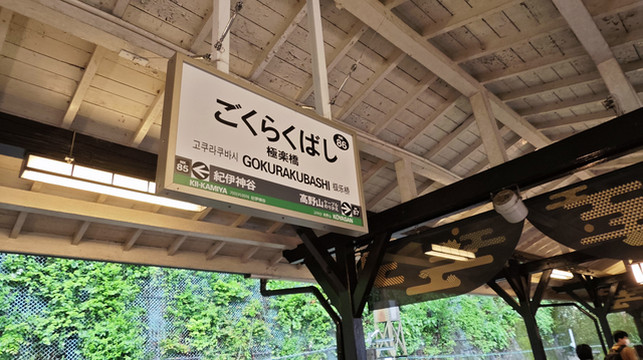 ごくらくばし
86
極楽橋
고쿠라쿠바시
GOKURAKUBASHI
极乐桥
85
紀伊神谷
KII-KAMIYA
高野山
87
KŌYASAN